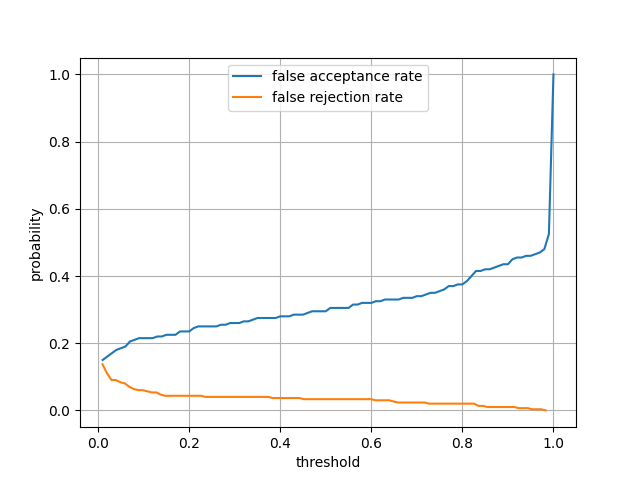 false acceptance rate
false rejection rate
1.0
0.8
0.6
0.4
0.2
0.0
probability
0.0 0.2 0.4 0.6 0.8 1.0
threshold